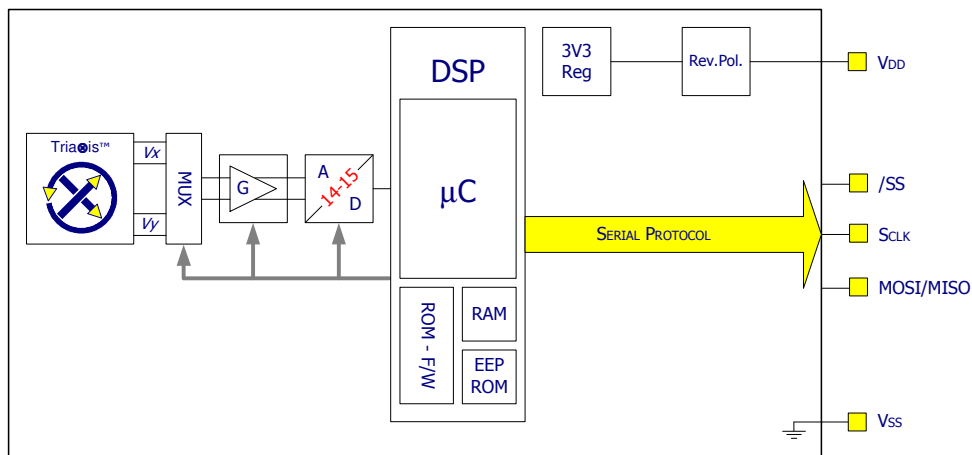 DSP
3V3
Reg
Rev.Pol.
VDD
Triaxis™
Vx
Vy
MUX
G
A
14-15
D
µC
/SS
SERIAL PROTOCOL
SCLK
MOSI/MISO
ROM - F/W
RAM
EEP
ROM
VSS